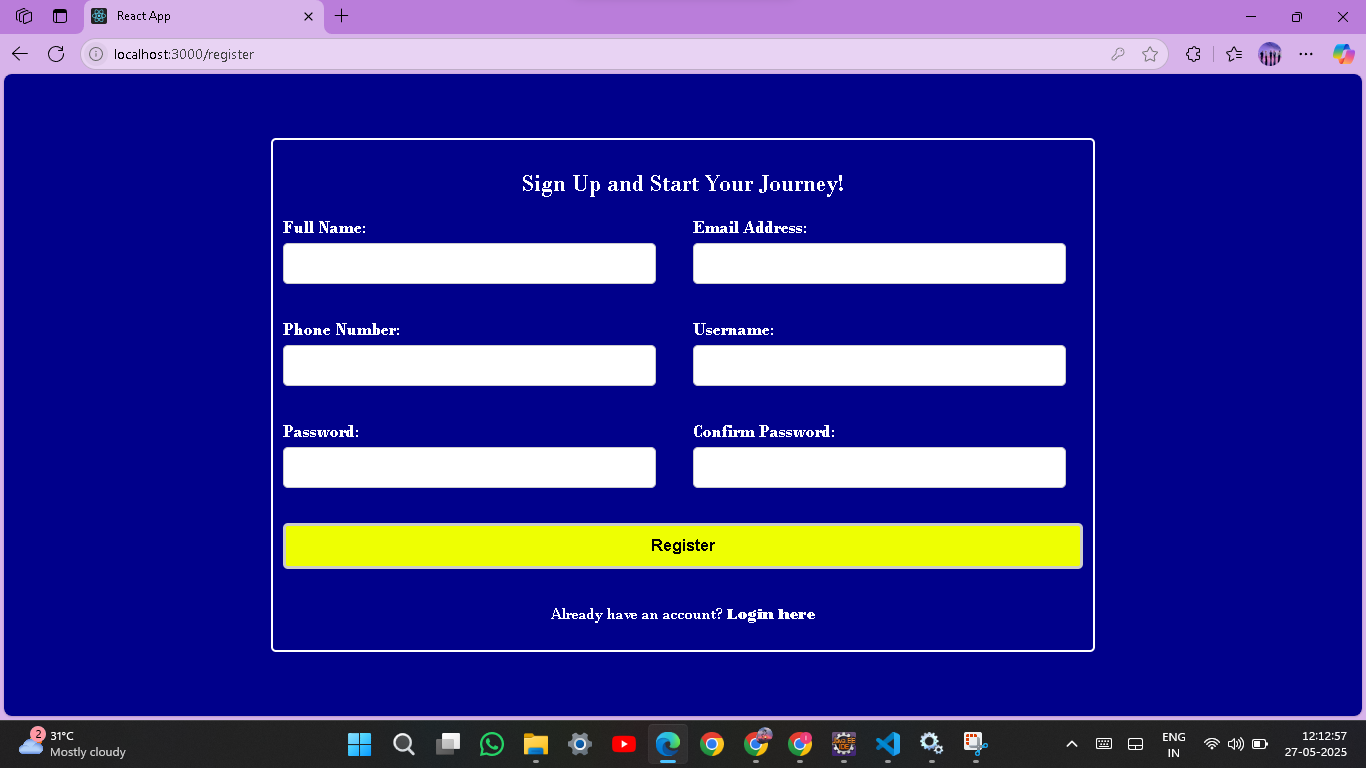 React App
localhost:3000/register
Sign Up and Start Your Journey!
Full Name:
Email Address:
Phone Number:
Username:
Password:
Confirm Password:
Register
Already have an account? Login here
2
31°C
Mostly cloudy
ENG
IN
12:12:57
27-05-2025